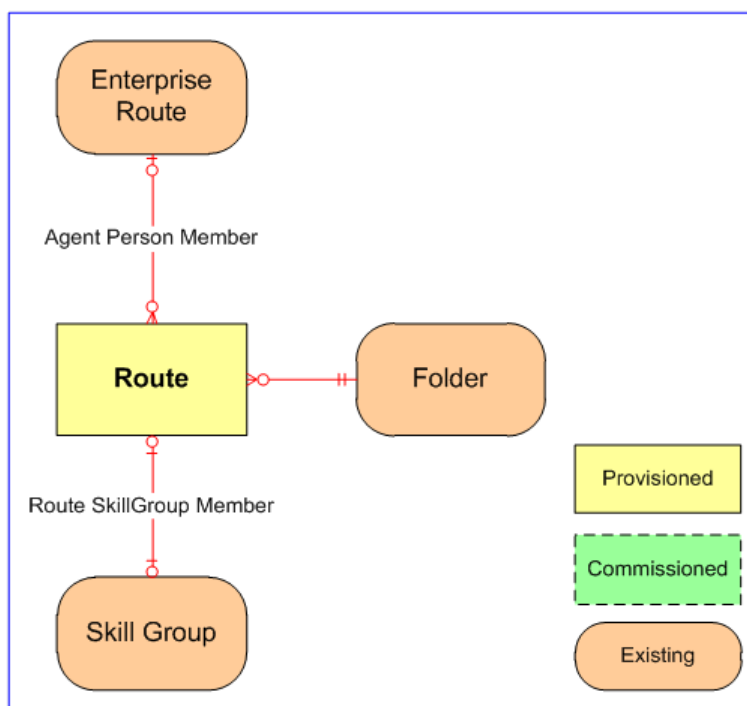 Enterprise
Route
Agent Person Member
Route
Folder
Provisioned
Route SkillGroup Member
Commissioned
Skill Group
Existing